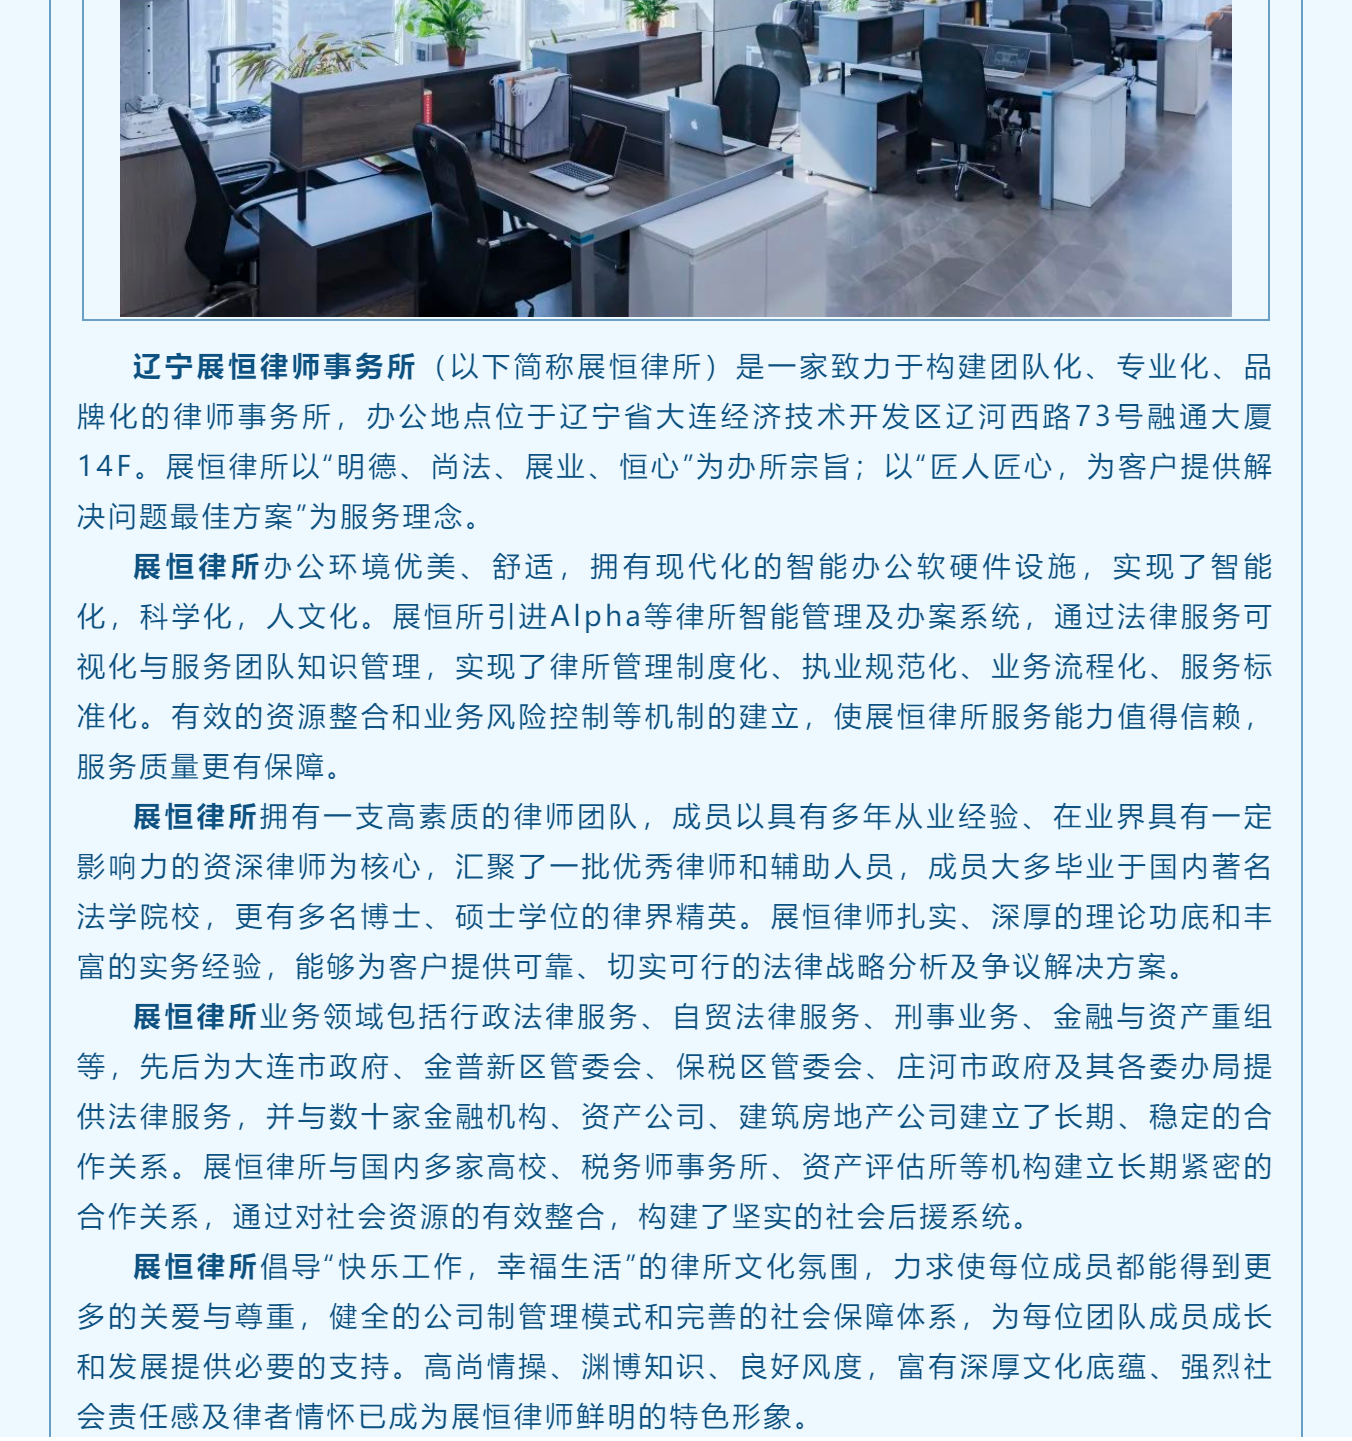 辽宁展恒律师事务所（以下简称展恒律所）是一家致力于构建团队化、专业化、品
牌化的律师事务所，办公地点位于辽宁省大连经济技术开发区辽河西路73号融通大厦
14F。展恒律所以“明德、尚法、展业、恒心”为办所宗旨；以“匠人匠心，为客户提供解
决问题最佳方案”为服务理念。
展恒律所办公环境优美、舒适，拥有现代化的智能办公软硬件设施，实现了智能
化，科学化，人文化。展恒所引进Alpha等律所智能管理及办案系统，通过法律服务可
视化与服务团队知识管理，实现了律所管理制度化、执业规范化、业务流程化、服务标
准化。有效的资源整合和业务风险控制等机制的建立，使展恒律所服务能力值得信赖，
服务质量更有保障。
展恒律所拥有一支高素质的律师团队，成员以具有多年从业经验、在业界具有一定
影响力的资深律师为核心，汇聚了一批优秀律师和辅助人员，成员大多毕业于国内著名
法学院校，更有多名博士、硕士学位的律界精英。展恒律师扎实、深厚的理论功底和丰
富的实务经验，能够为客户提供可靠、切实可行的法律战略分析及争议解决方案。
展恒律所业务领域包括行政法律服务、自贸法律服务、刑事业务、金融与资产重组
等，先后为大连市政府、金普新区管委会、保税区管委会、庄河市政府及其各委办局提
供法律服务，并与数十家金融机构、资产公司、建筑房地产公司建立了长期、稳定的合
作关系。展恒律所与国内多家高校、税务师事务所、资产评估所等机构建立长期紧密的
合作关系，通过对社会资源的有效整合，构建了坚实的社会后援系统。
展恒律所倡导“快乐工作，幸福生活”的律所文化氛围，力求使每位成员都能得到更
多的关爱与尊重，健全的公司制管理模式和完善的社会保障体系，为每位团队成员成长
和发展提供必要的支持。高尚情操、渊博知识、良好风度，富有深厚文化底蕴、强烈社
会责任感及律者情怀已成为展恒律师鲜明的特色形象。